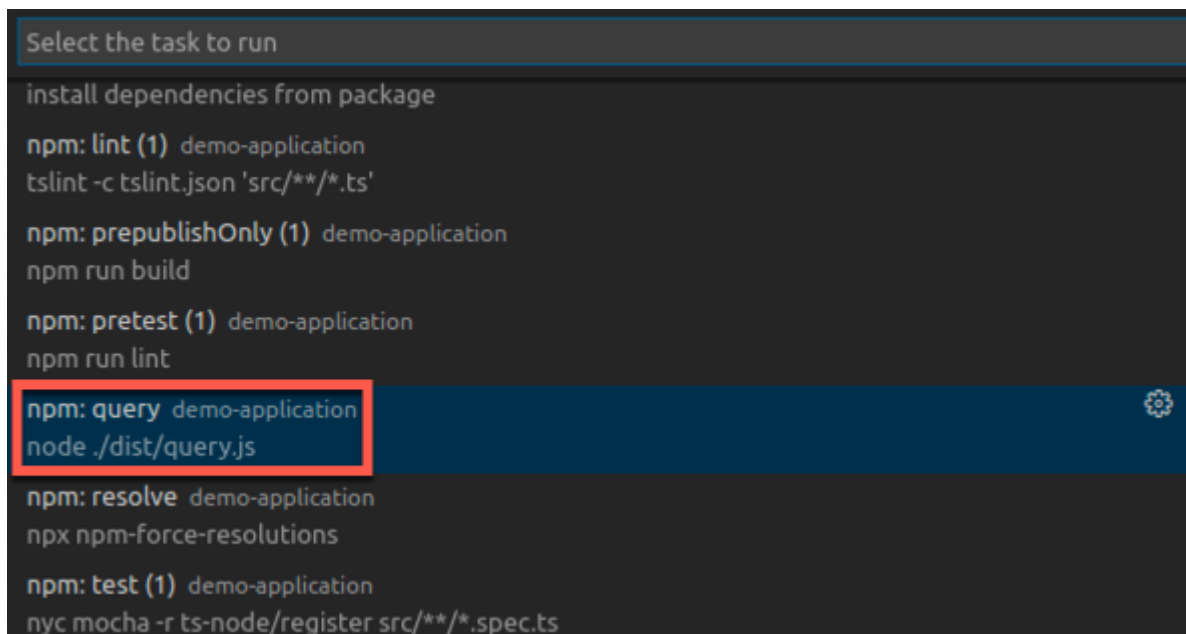 Select the task to run
install dependencies from package
npm: lint (1) demo-application
tslint -c tslint.json 'src/**/*.ts'
npm: prepublishOnly (1) demo-application
npm run build
npm: pretest (1) demo-application
npm run lint
npm: query demo-application
node ./dist/query.js
npm: resolve demo-application
npx npm-force-resolutions
npm: test (1) demo-application
nyc mocha -r ts-node/register src/**/*.spec.ts